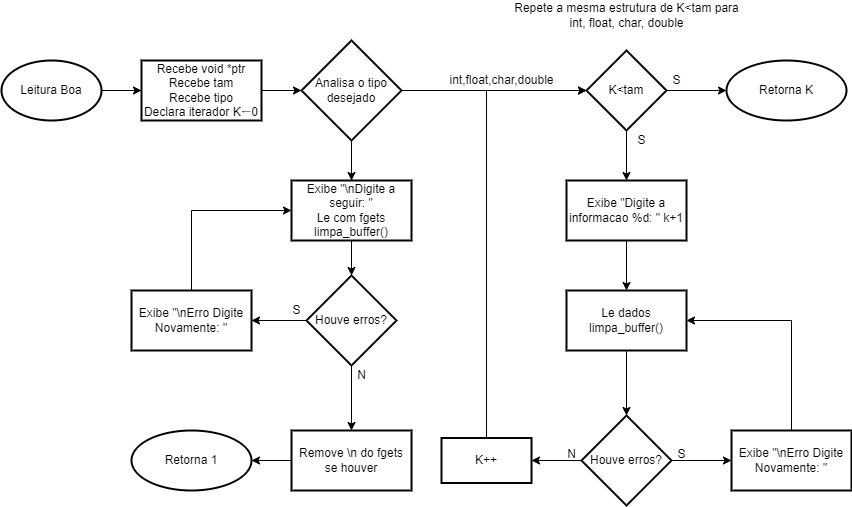 Repete a mesma estrutura de K<tam para
int, float, char, double
Leitura Boa
Recebe void *ptr
Recebe tam
Recebe tipo
Declara iterador K←0
Analisa o tipo
desejado
int,float,char,double
K<tam
S
Retorna K
S
Exibe "\nDigite a
seguir: "
Le com fgets
limpa_buffer()
Exibe "Digite a
informacao %d: " k+1
Exibe "\nErro Digite
Novamente: "
S
Houve erros?
N
Le dados
limpa_buffer()
Retorna 1
Remove \n do fgets
se houver
K++
N
Houve erros?
S
Exibe "\nErro Digite
Novamente: "